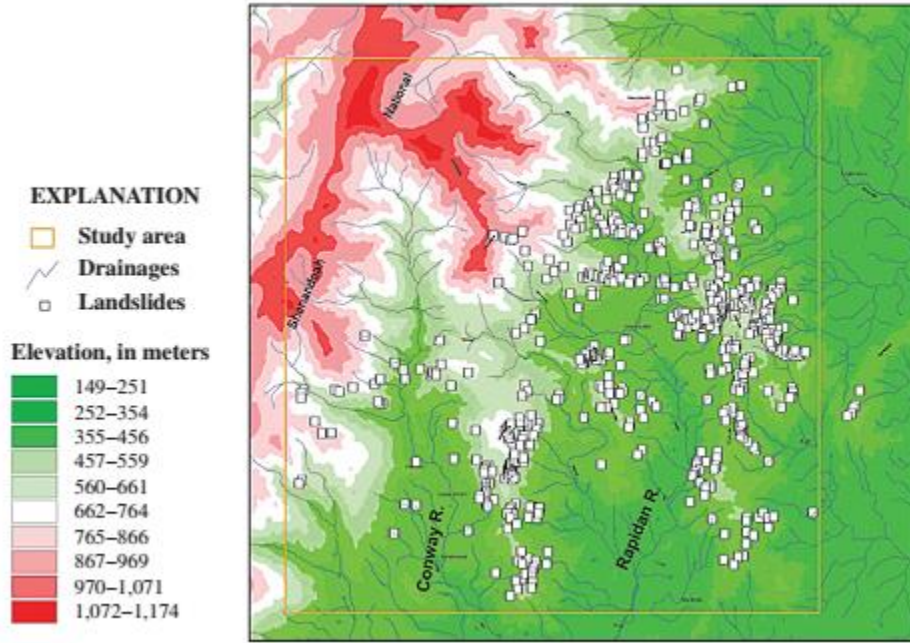 EXPLANATION
Study area
Drainages
Landslides
Elevation, in meters
149–251
252–354
355–456
457–559
560–661
662–764
765–866
867–969
970–1,071
1,072–1,174
National
Shenandoah
Conway R.
Rapidan R.